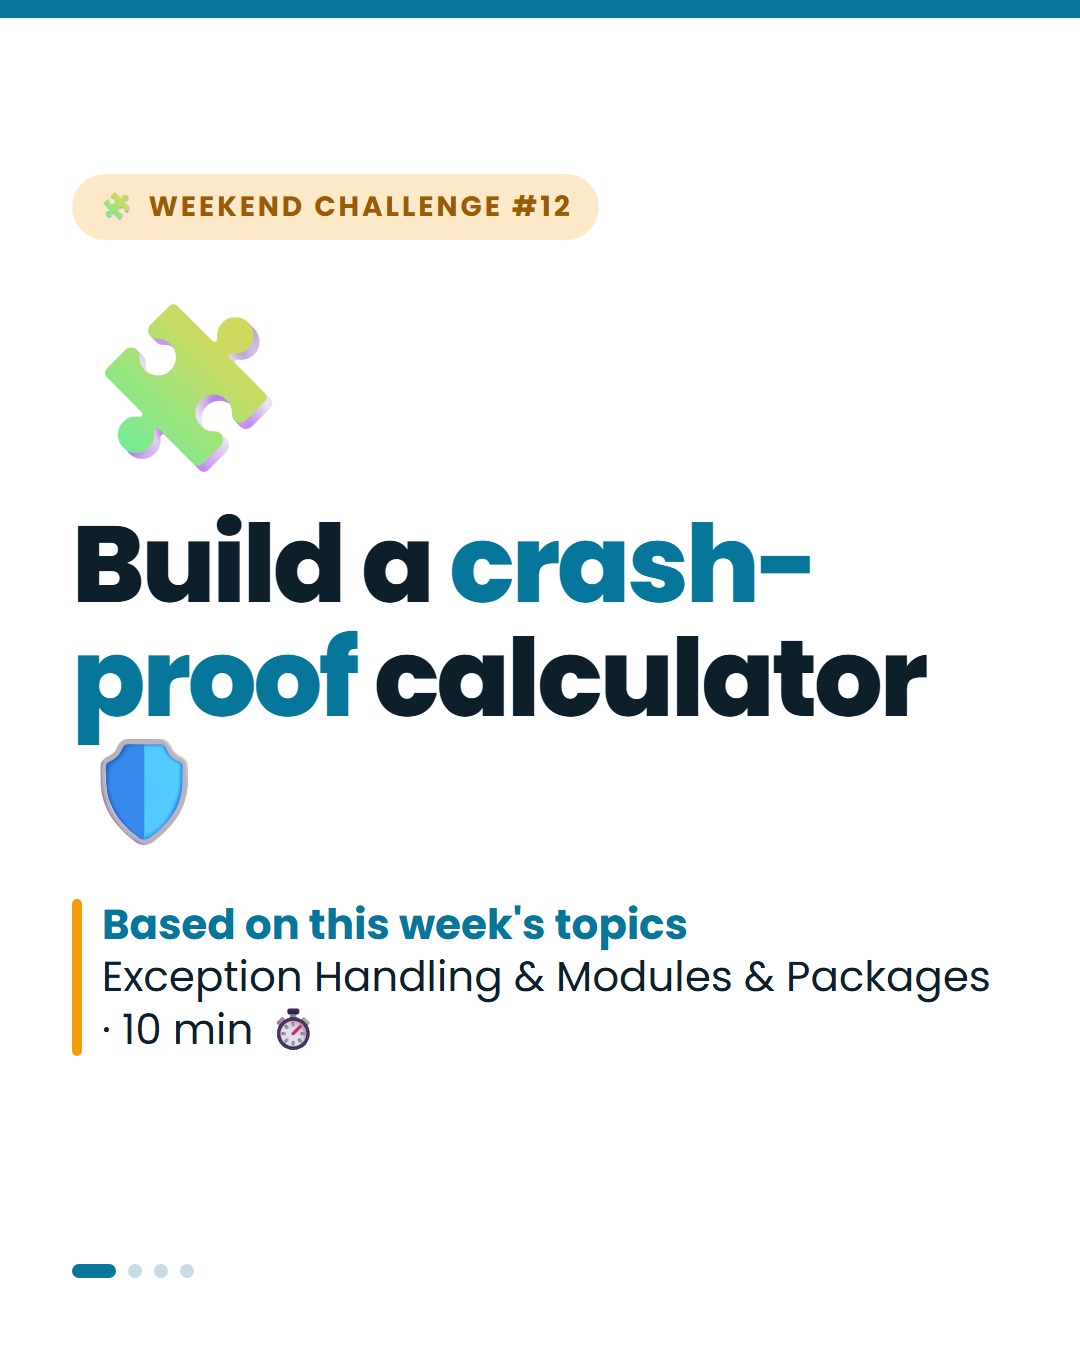 WEEKEND CHALLENGE #12
Build a crash-
proof calculator
Based on this week's topics
Exception Handling & Modules & Packages
· 10 min